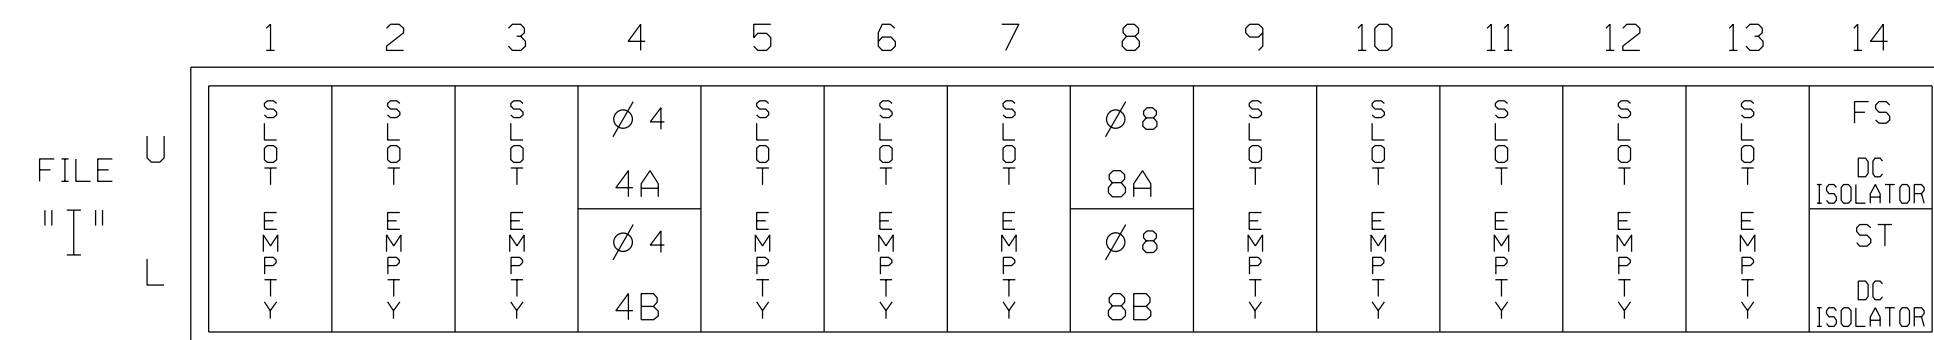 1 2 3 4 5 6 7 8 9 10 11 12 13 14
FILE "I"
U
L
SLOT EMPTY
SLOT EMPTY
SLOT EMPTY
Ø 4
4A
Ø 4
4B
SLOT EMPTY
SLOT EMPTY
SLOT EMPTY
Ø 8
8A
Ø 8
8B
SLOT EMPTY
SLOT EMPTY
SLOT EMPTY
SLOT EMPTY
SLOT EMPTY
FS
DC
ISOLATOR
ST
DC
ISOLATOR